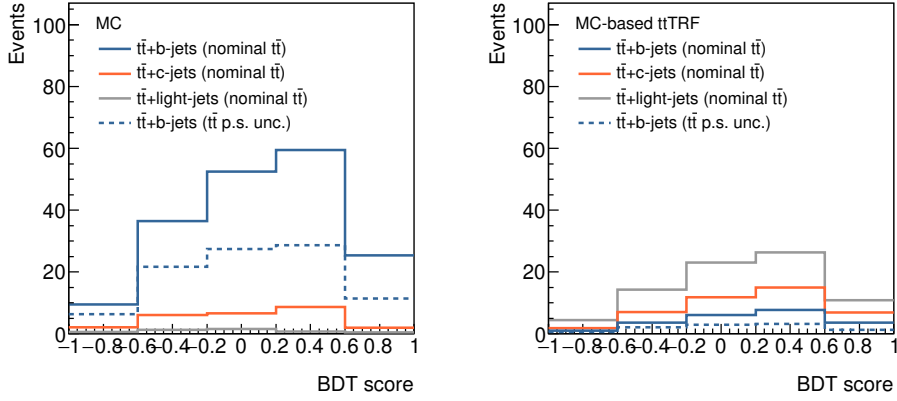 Events
100
80
60
40
20
0
MC
tt̄+b-jets (nominal tt̄)
tt̄+c-jets (nominal tt̄)
tt̄+light-jets (nominal tt̄)
tt̄+b-jets (tt̄ p.s. unc.)
−1 −0.8 −0.6 −0.4 −0.2 0 0.2 0.4 0.6 0.8 1
BDT score
Events
100
80
60
40
20
0
MC-based ttTRF
tt̄+b-jets (nominal tt̄)
tt̄+c-jets (nominal tt̄)
tt̄+light-jets (nominal tt̄)
tt̄+b-jets (tt̄ p.s. unc.)
−1 −0.8 −0.6 −0.4 −0.2 0 0.2 0.4 0.6 0.8 1
BDT score